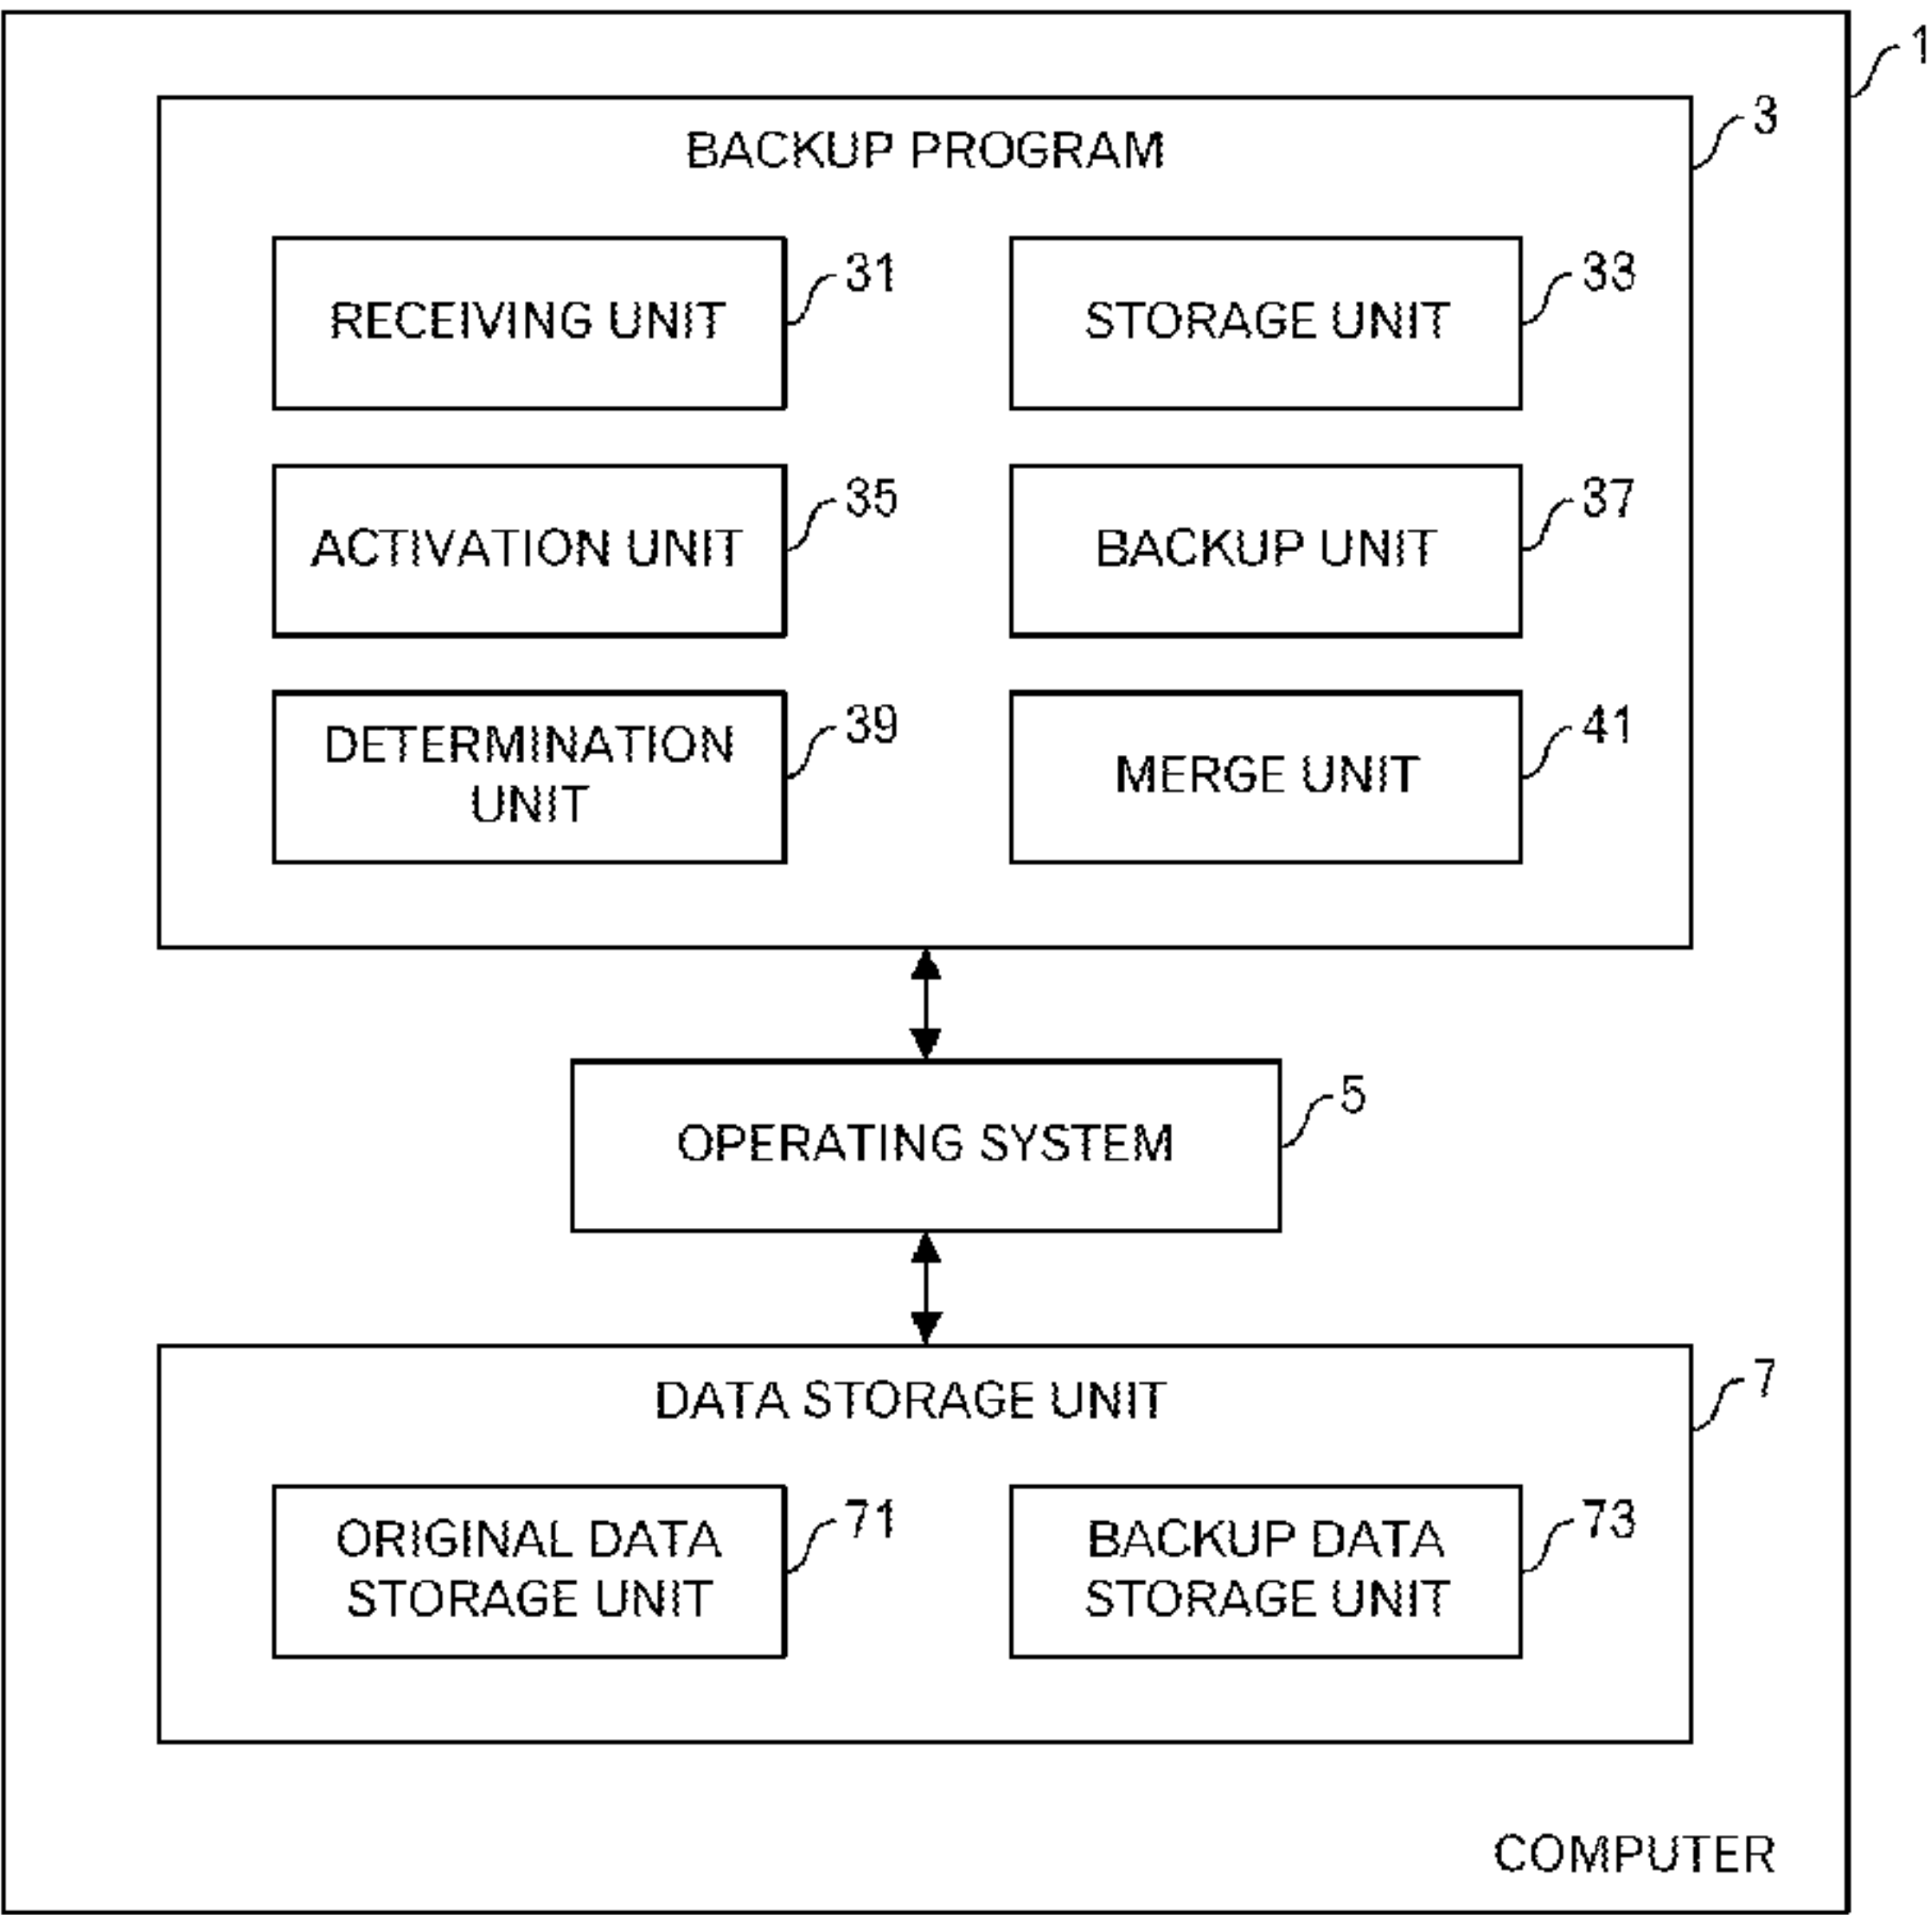 1
3
BACKUP PROGRAM
31
33
RECEIVING UNIT
STORAGE UNIT
35
37
ACTIVATION UNIT
BACKUP UNIT
39
41
DETERMINATION
UNIT
MERGE UNIT
5
OPERATING SYSTEM
7
DATA STORAGE UNIT
71
73
ORIGINAL DATA
STORAGE UNIT
BACKUP DATA
STORAGE UNIT
COMPUTER